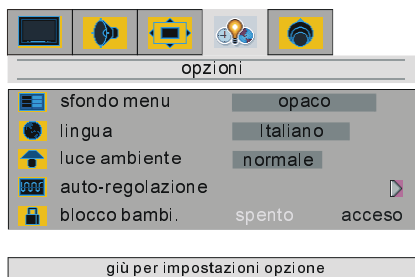 opzioni
sfondo menu opaco
lingua Italiano
luce ambiente normale
auto-regolazione
blocco bambi. spento acceso
giù per impostazioni opzione